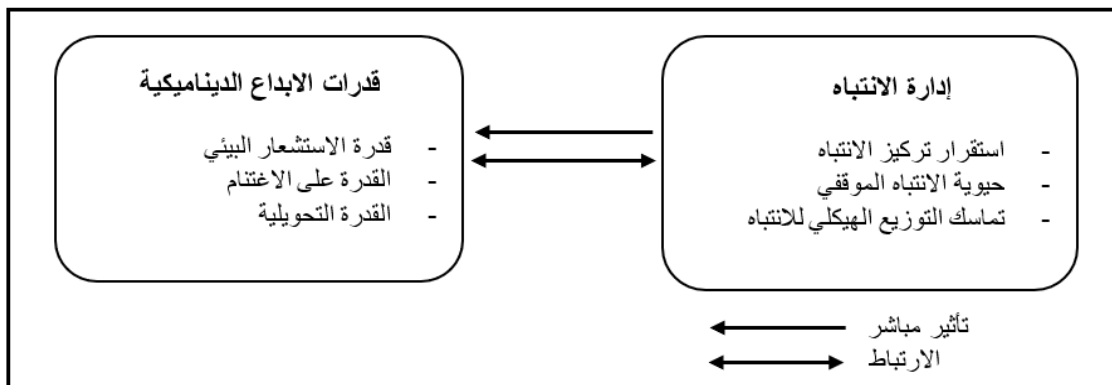 إدارة الانتباه
- استقرار تركيز الانتباه
- حيوية الانتباه الموقفي
- تماسك التوزيع الهيكلي للانتباه
قدرات الابداع الديناميكية
- قدرة الاستشعار البيئي
- القدرة على الاغتنام
- القدرة التحويلية
تأثير مباشر
الارتباط